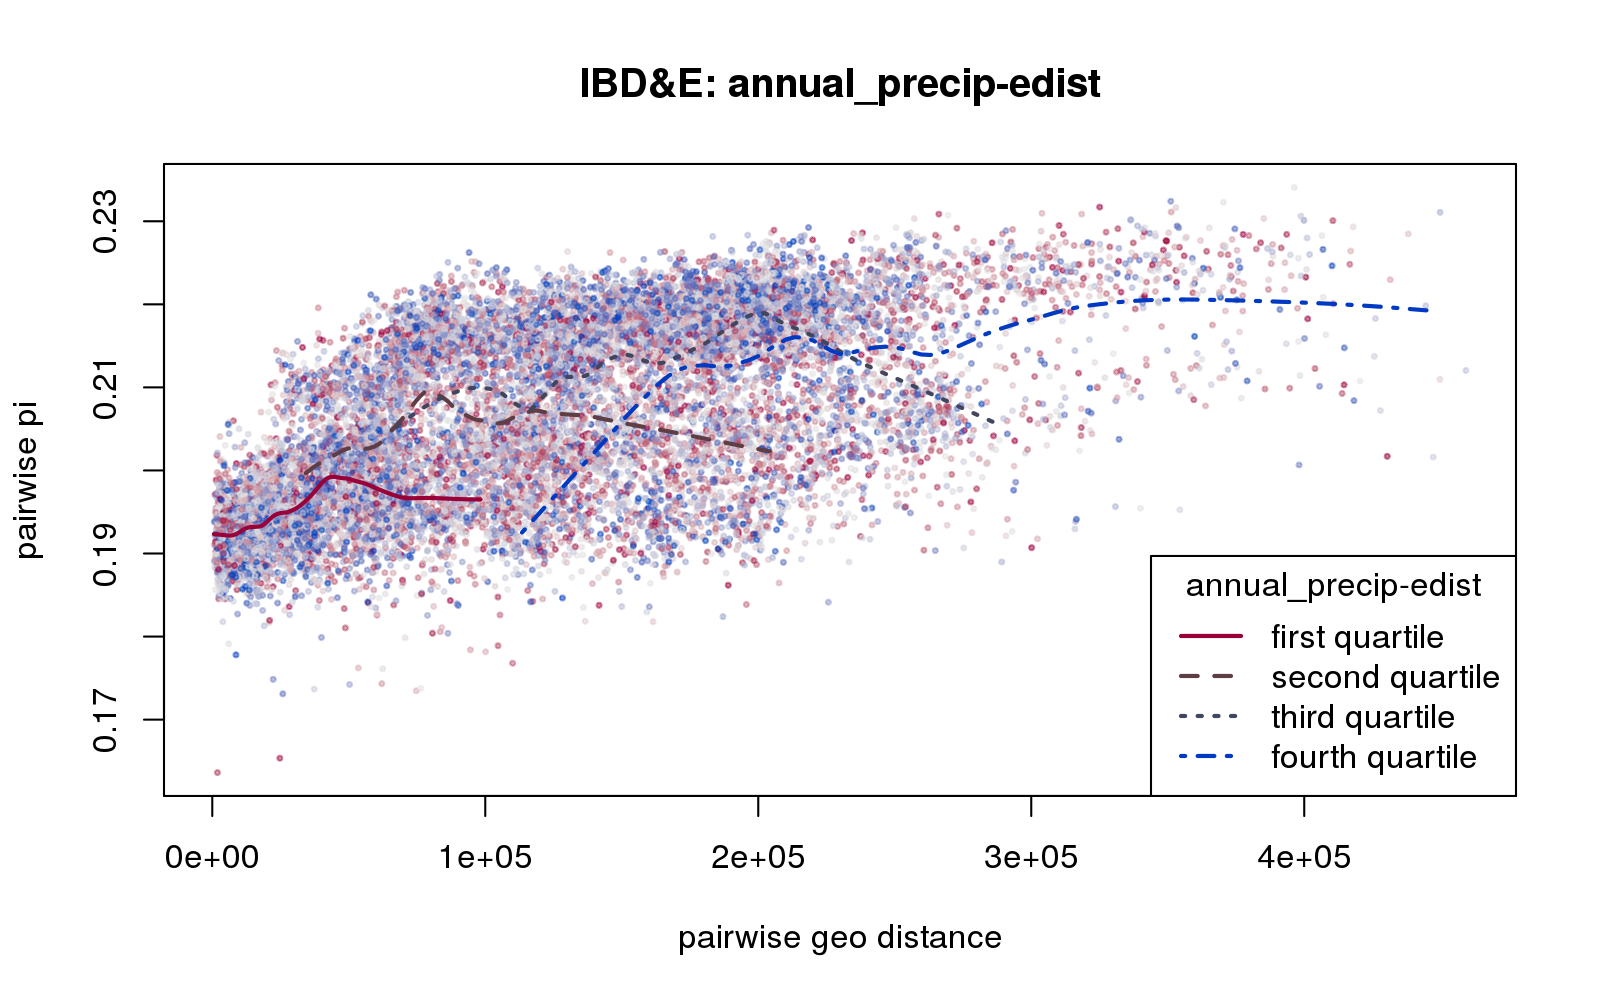 IBD&E: annual_precip-edist
pairwise pi
0.23
0.21
0.19
0.17
annual_precip-edist
first quartile
second quartile
third quartile
fourth quartile
0e+00 1e+05 2e+05 3e+05 4e+05
pairwise geo distance